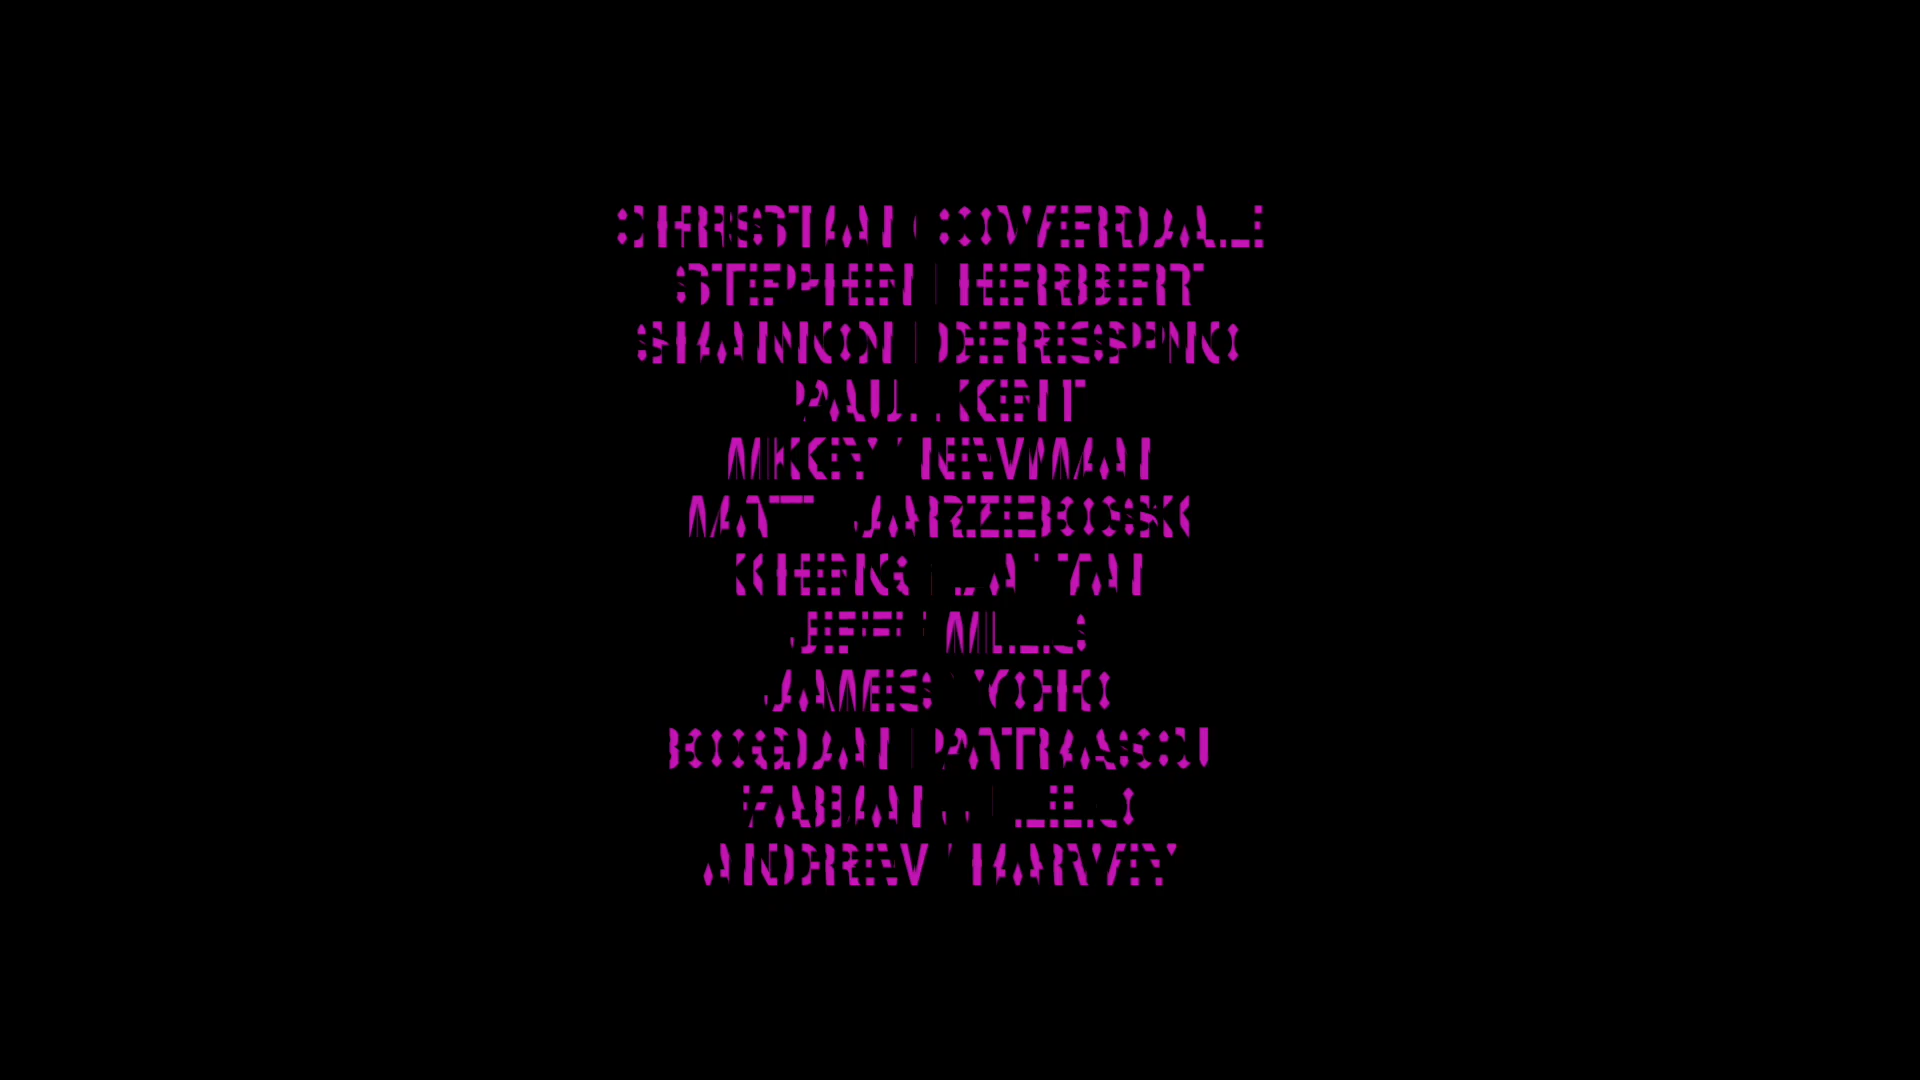 CHRISTIAN COVERDALE
STEPHEN HERBERT
SHANNON DERESPINO
PAUL KENT
MIKEY NEWMAN
MATT JARZEBOSKI
KHENG
JEFF MILLS
JAMES YOHO
BOGDAN PATRASCU
FABIAN
ANDREW HARVEY